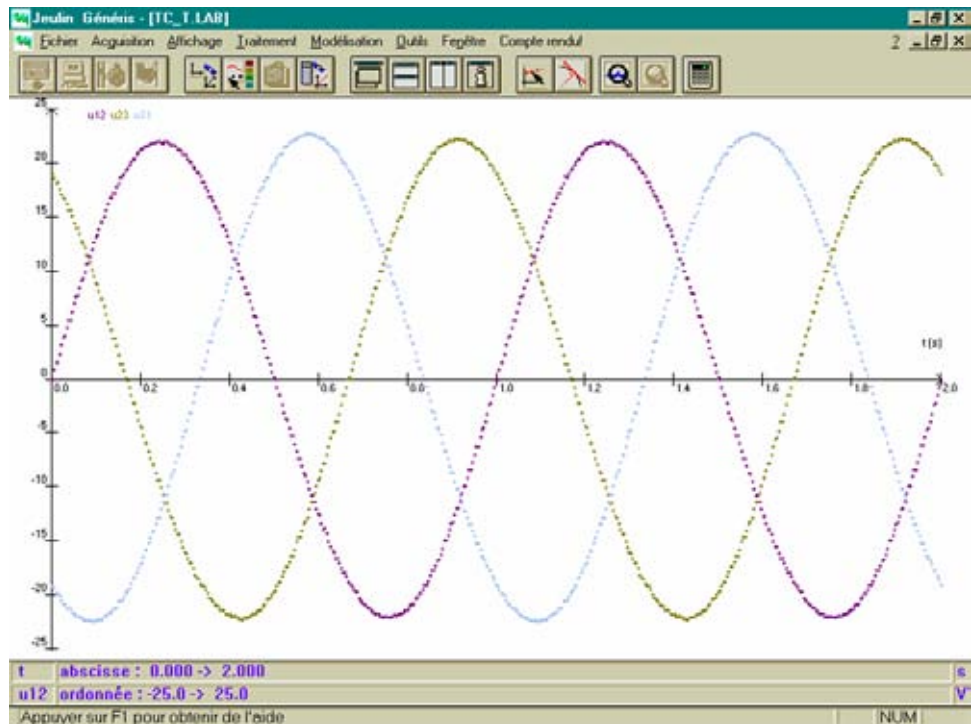 Jeulin Généris - [TC_T.LAB]
Fichier Acquisition Affichage Traitement Modélisation Outils Fenêtre Compte rendu! ?
25
u12 u23 u31
20
15
10
5
t(s)
0
0.0 0.2 0.4 0.6 0.8 1.0 1.2 1.4 1.6 1.8 2.0
-5
-10
-15
-20
-25
t abscisse : 0.000 -> 2.000 s
u12 ordonnée : -25.0 -> 25.0 V
Appuyer sur F1 pour obtenir de l'aide NUM